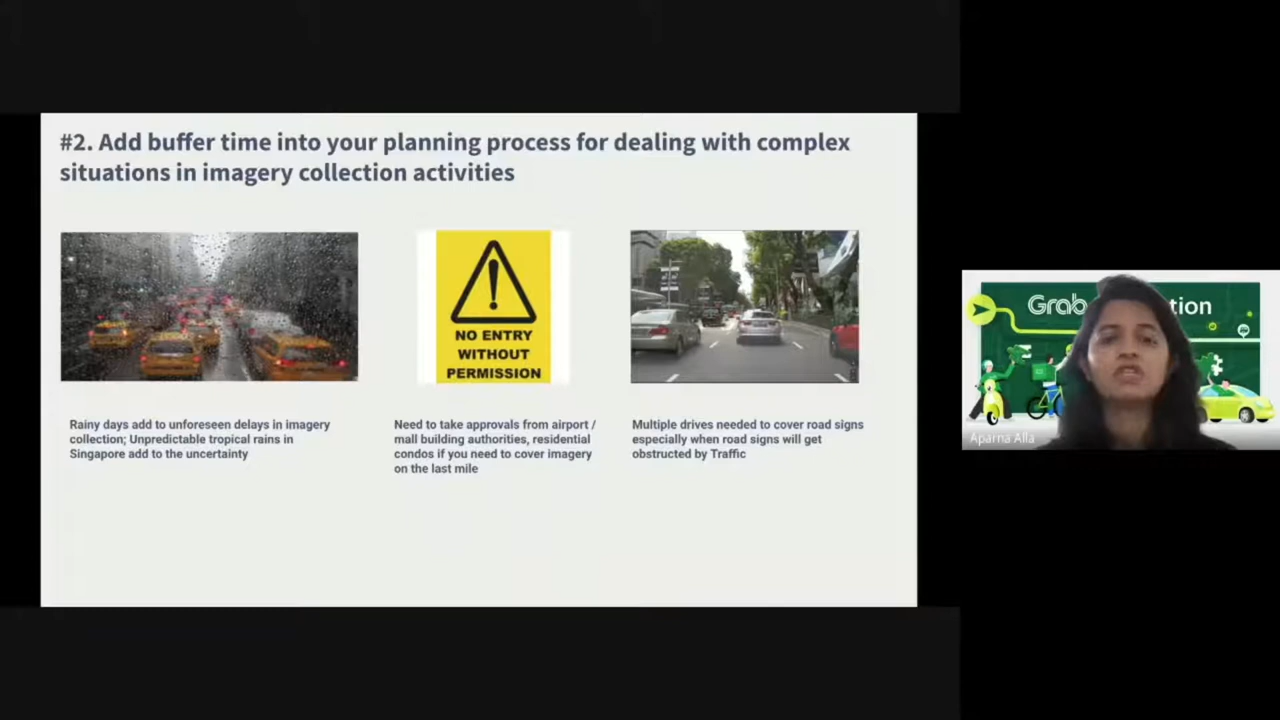 #2. Add buffer time into your planning process for dealing with complex
situations in imagery collection activities
NO ENTRY
WITHOUT
PERMISSION
Rainy days add to unforeseen delays in imagery
collection; Unpredictable tropical rains in
Singapore add to the uncertainty
Need to take approvals from airport /
mall building authorities, residential
condos if you need to cover imagery
on the last mile
Multiple drives needed to cover road signs
especially when road signs will get
obstructed by Traffic
Grab tion
Aparna Alla